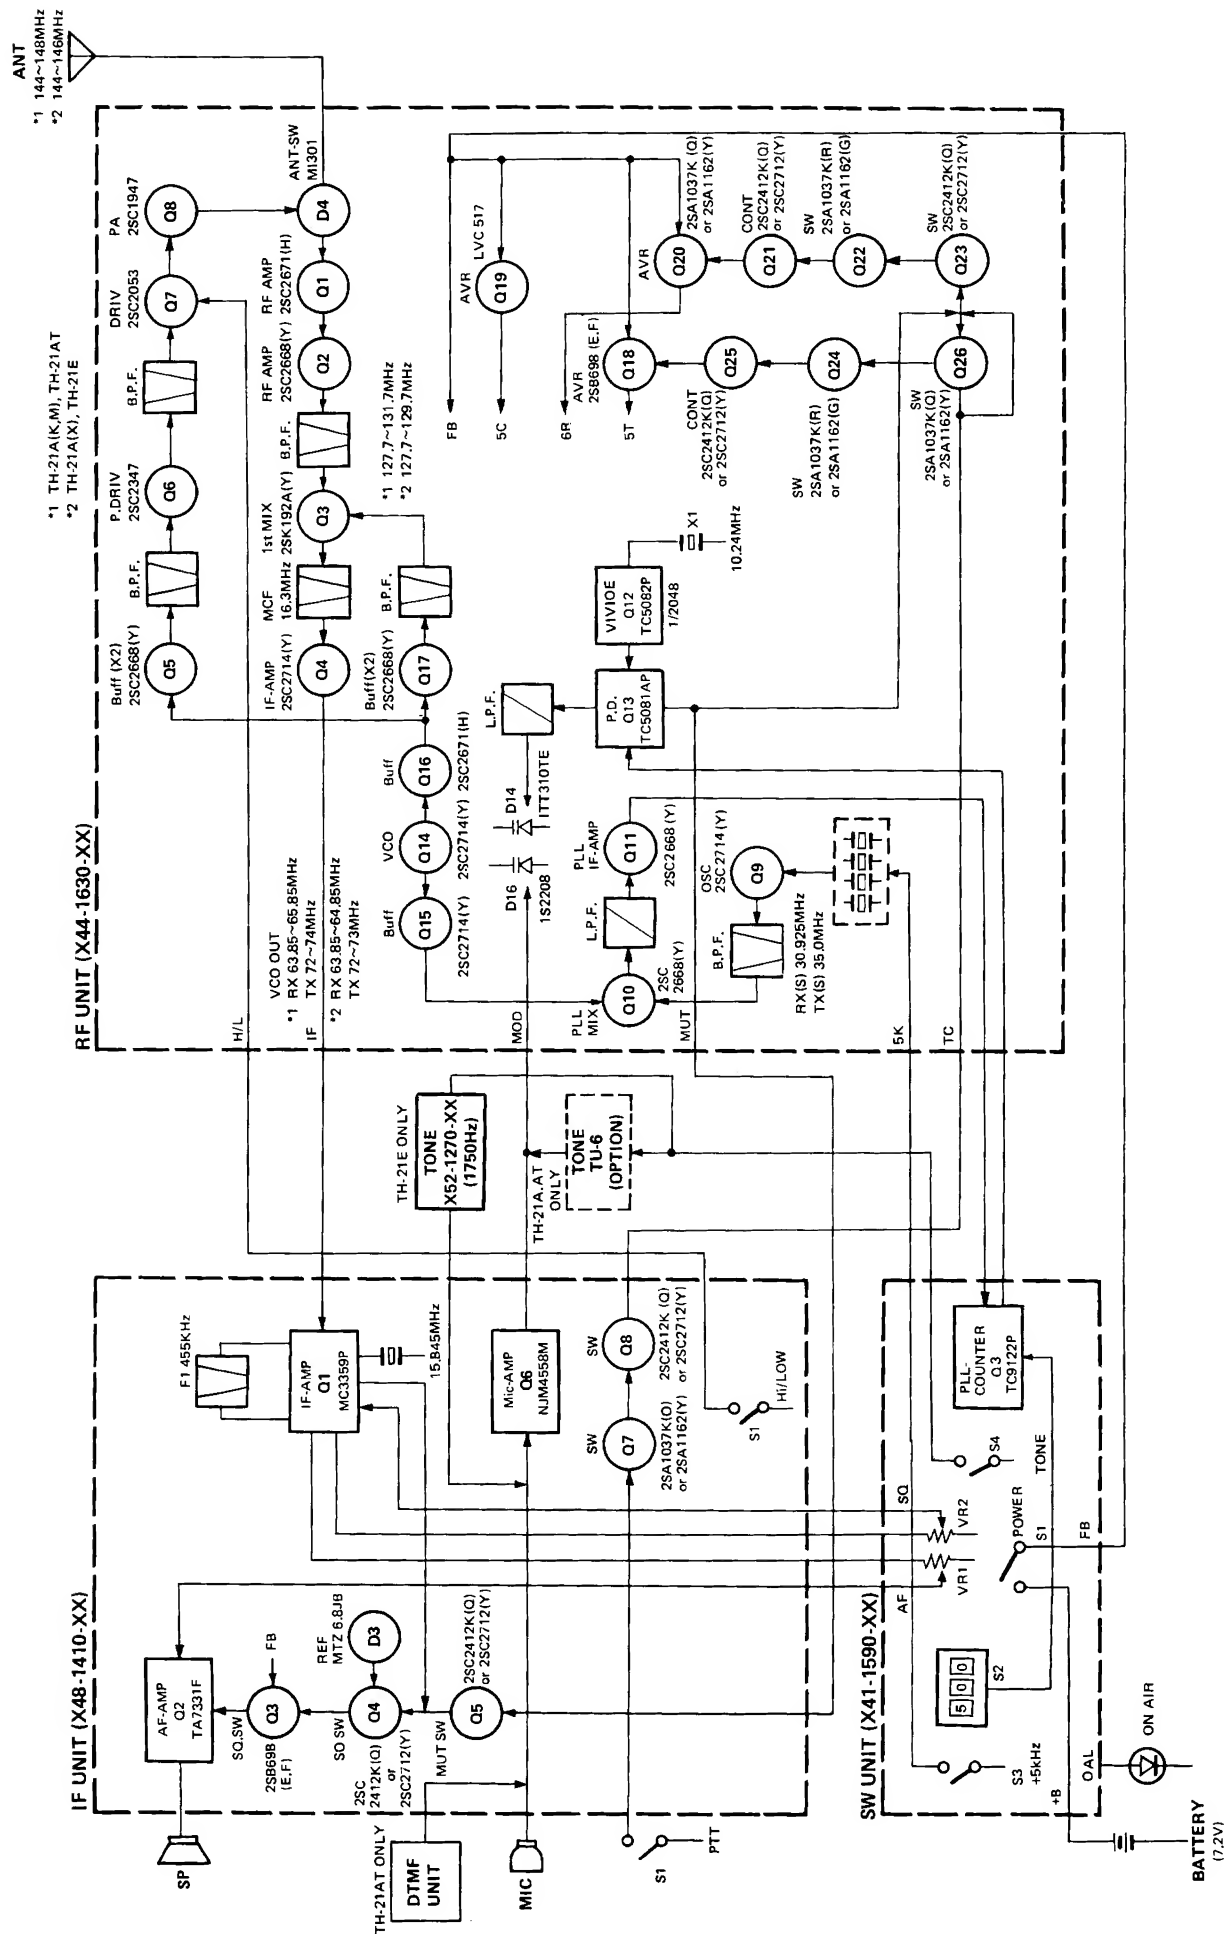 ANT
*1 144~148MHz
*2 144~146MHz
*1 TH-21A(K,M), TH-21AT
*2 TH-21A(X), TH-21E
RF UNIT (X44-1630-XX)
Buff (X2)
2SC2668(Y)
Q5
B.P.F.
P.DRIV
2SC2347
Q6
B.P.F.
DRIV
2SC2053
Q7
PA
2SC1947
Q8
ANT-SW
MI301
D4
RF AMP
2SC2671(H)
Q1
RF AMP
2SC2668(Y)
Q2
B.P.F.
1st MIX
2SK192A(Y)
Q3
MCF
16.3MHz
IF-AMP
2SC2714(Y)
Q4
*1 127.7~131.7MHz
*2 127.7~129.7MHz
H/L
IF
VCO OUT
*1 RX 63.85~65.85MHz
TX 72~74MHz
*2 RX 63.85~64.85MHz
TX 72~73MHz
Buff
Q15
2SC2714(Y)
VCO
Q14
2SC2714(Y)
Buff
Q16
2SC2671(H)
Buff(X2)
2SC2668(Y)
Q17
B.P.F.
MOD
D16
1S2208
D14
ITT310TE
L.P.F.
PLL
MIX
Q10
2SC
2668(Y)
L.P.F.
PLL
IF-AMP
Q11
2SC2668(Y)
P.D.
Q13
TC5081AP
VIVIOE
Q12
TC5082P
1/2048
X1
10.24MHz
MUT
B.P.F.
RX(S) 30.925MHz
TX(S) 35.0MHz
OSC
2SC2714(Y)
Q9
5K
TC
FB
5C
6R
5T
AVR
LVC 517
Q19
AVR
Q20
2SA1037K (Q)
or 2SA1162(Y)
AVR
2SB698 (E.F)
Q18
CONT
2SC2412K(Q)
or 2SC2712(Y)
Q21
CONT
2SC2412K(Q)
or 2SC2712(Y)
Q25
SW
2SA1037K(R)
or 2SA1162(G)
Q22
SW
2SA1037K(R)
or 2SA1162(G)
Q24
SW
2SC2412K(Q)
or 2SC2712(Y)
Q23
SW
2SA1037K(Q)
or 2SA1162(Y)
Q26
TH-21E ONLY
TONE
X52-1270-XX
(1750Hz)
TH-21A.AT
ONLY
TONE
TU-6
(OPTION)
IF UNIT (X48-1410-XX)
SP
AF-AMP
Q2
TA7331F
SQ.SW
Q3
2SB69B
(E,F)
FB
SO SW
Q4
2SC
2412K(Q)
or
2SC2712(Y)
REF
MTZ 6.8JB
D3
MUT SW
Q5
2SC2412K(Q)
or 2SC2712(Y)
F1 455KHz
IF-AMP
Q1
MC3359P
15.B45MHz
Mic-AMP
Q6
NJM4558M
SW
Q7
2SA1037K(O)
or 2SA1162(Y)
SW
Q8
2SC2412K (Q)
or 2SC2712(Y)
S1
Hi/LOW
TH-21AT ONLY
DTMF
UNIT
MIC
S1
PTT
SW UNIT (X41-1590-XX)
AF
SQ
VR1
VR2
POWER
S1
FB
S4
TONE
PLL-
COUNTER
Q3
TC9122P
S3
+5kHz
5 0 0
S2
+B
OAL
ON AIR
BATTERY
(7.2V)